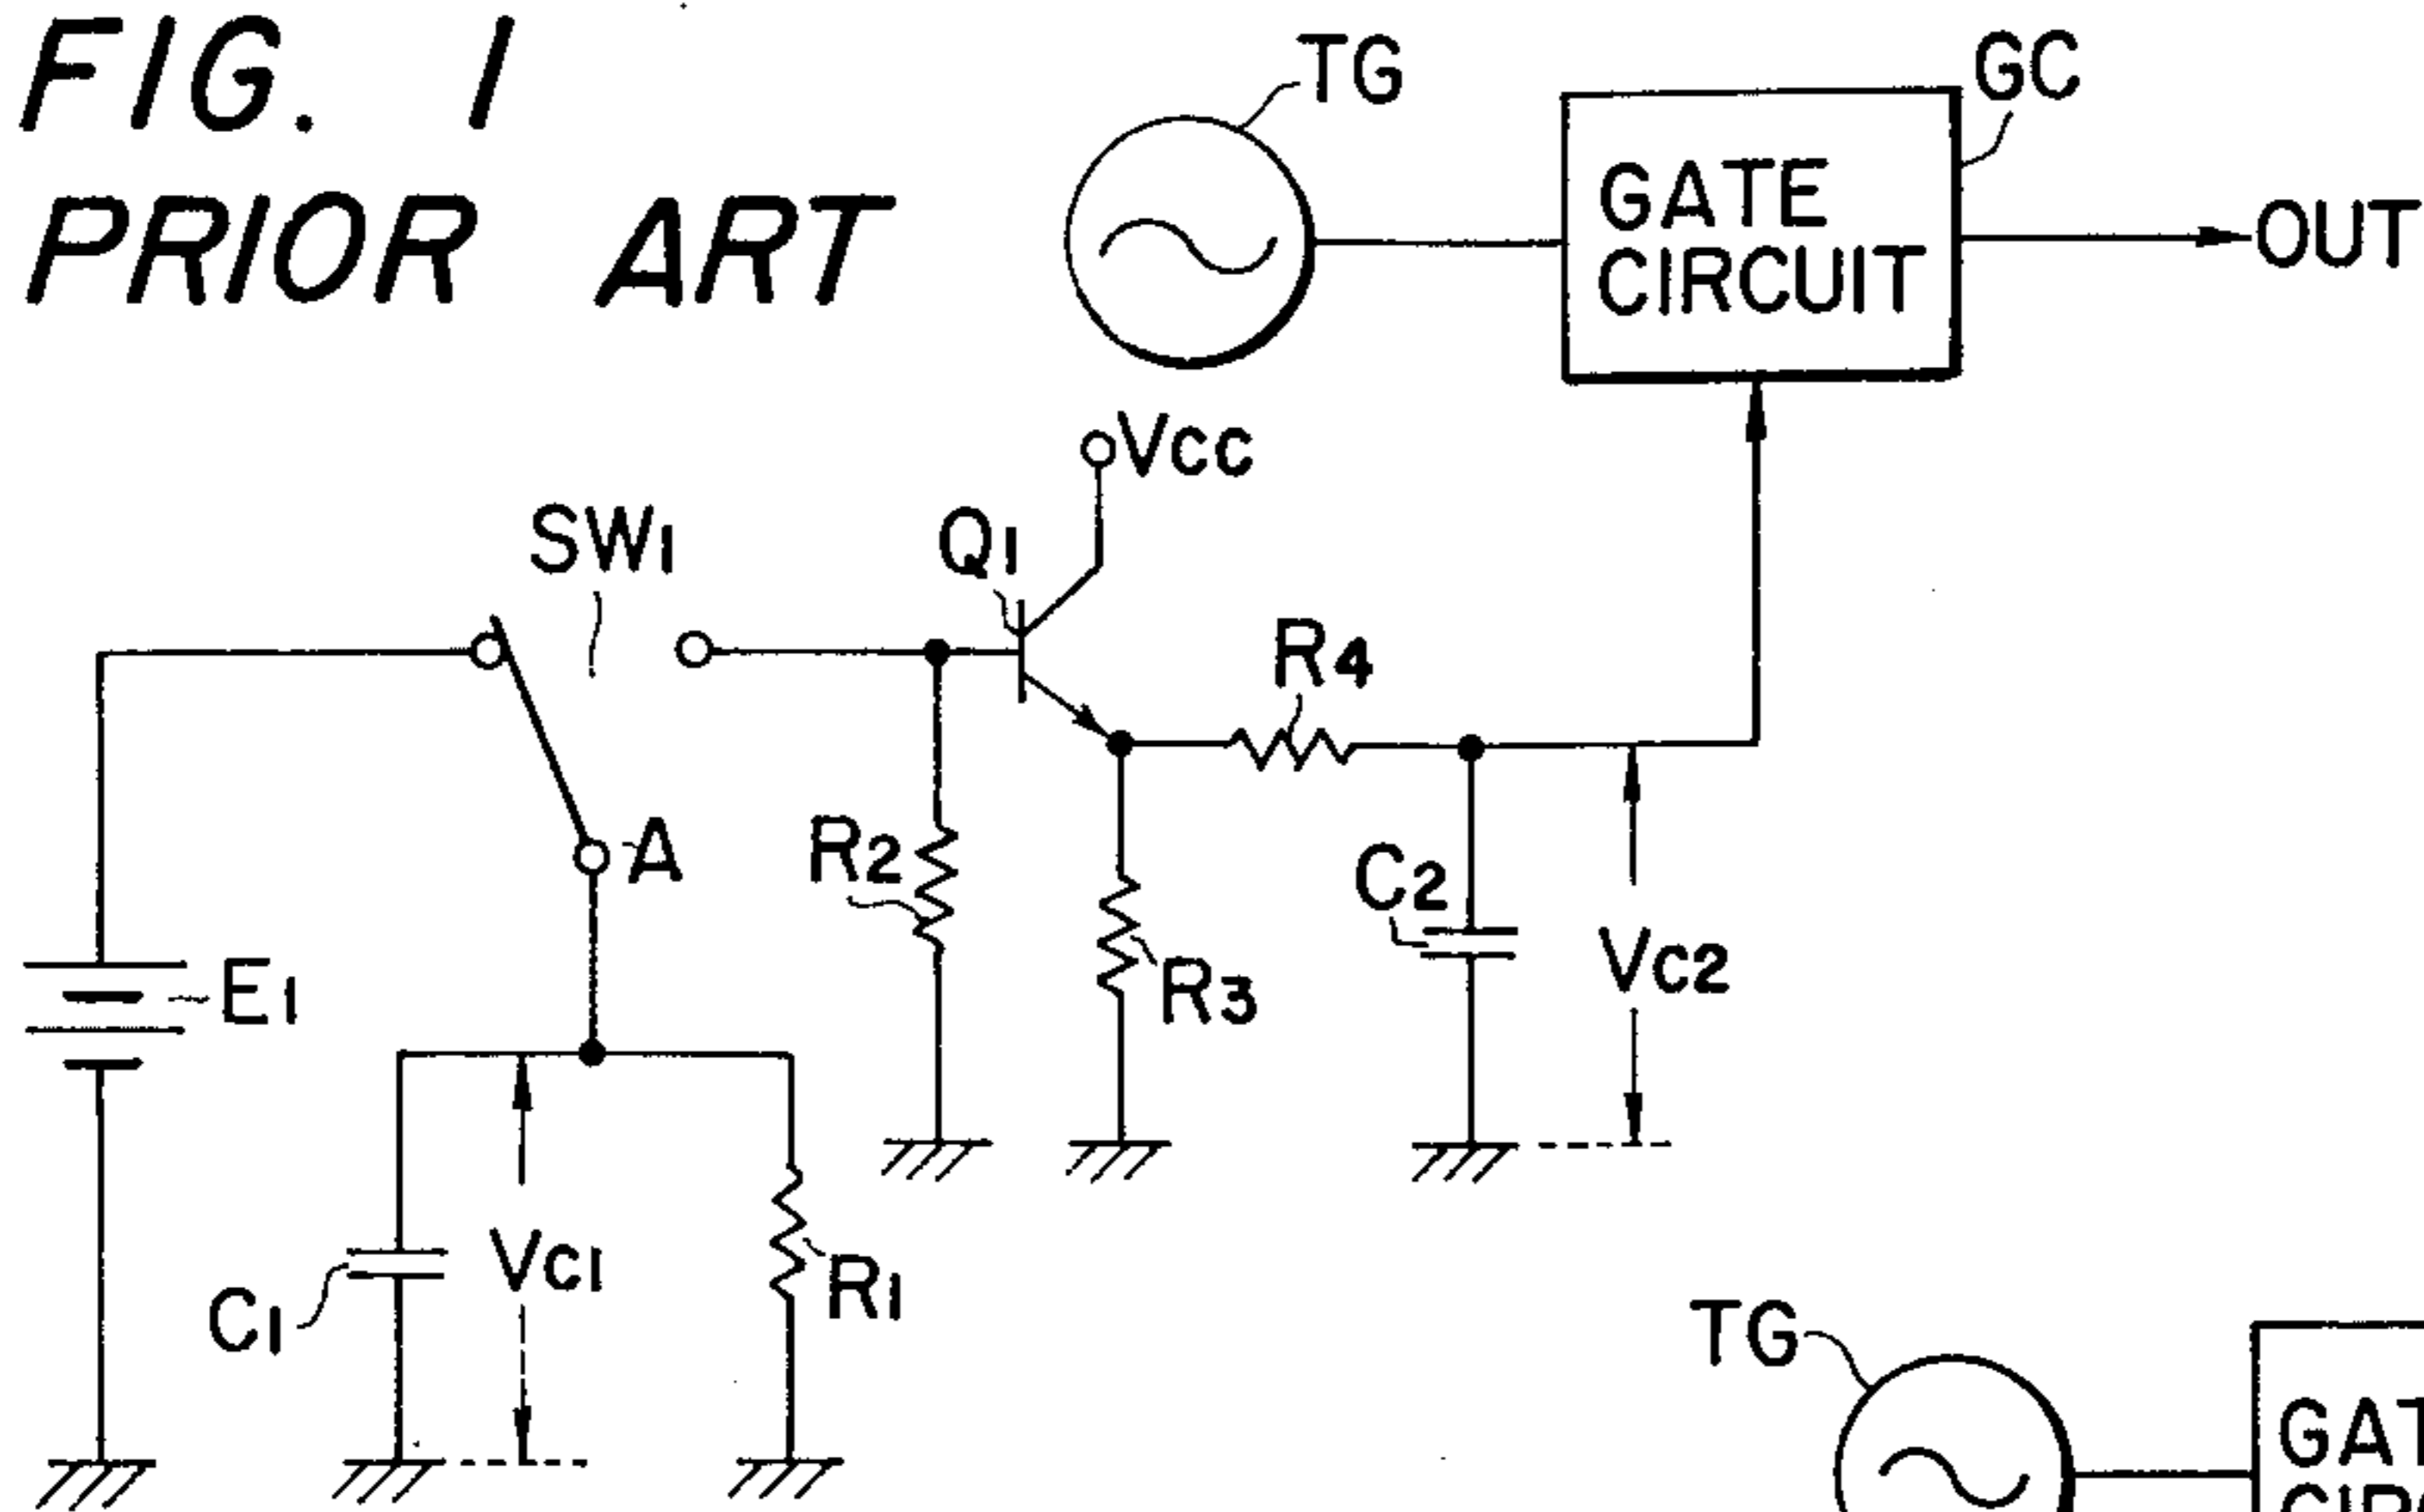 FIG. 1
PRIOR ART
TG
GC
GATE
CIRCUIT
OUT
Vcc
SW1
Q1
R4
A
R2
C2
Vc2
R3
E1
Vc1
R1
C1
TG
GAT